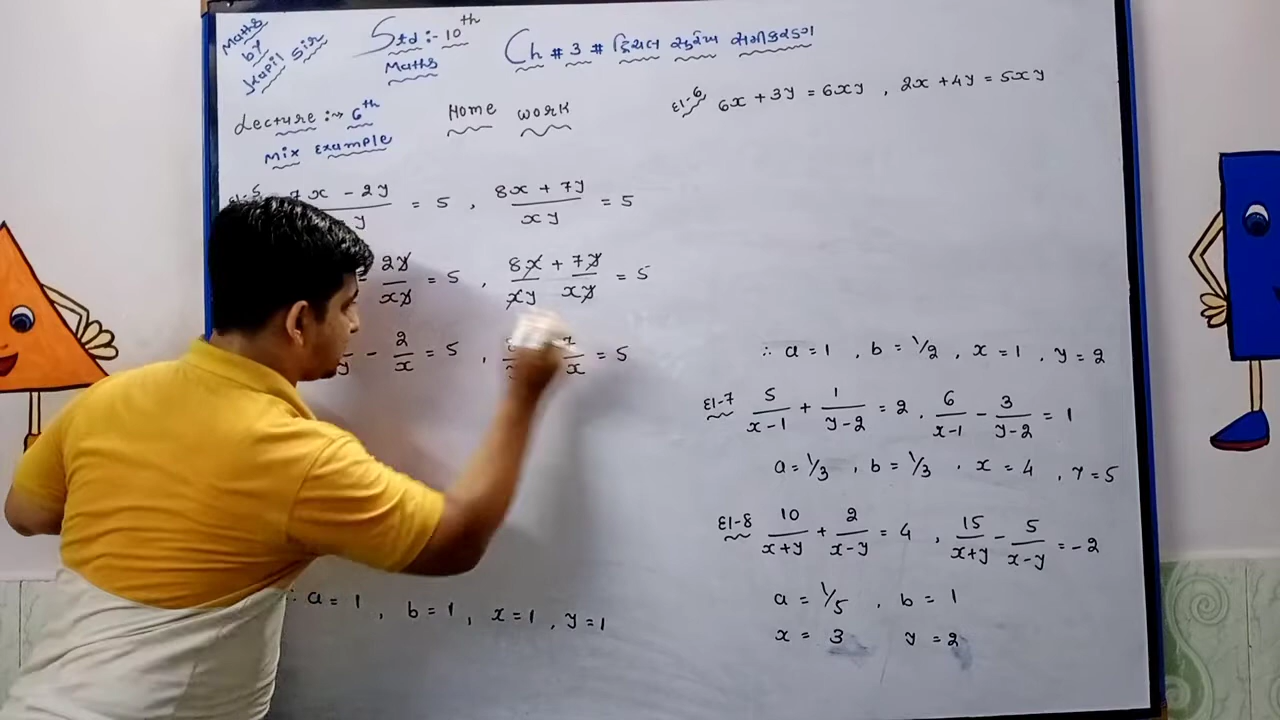 Maths
by
Kapil Sir
Std :- 10th
Maths
Ch # 3 # દ્વિચલ સુરેખ સમીકરણ
Lecture :→ 6th
Home work
Mix Example
દા-5 7x - 2y / y = 5 , 8x + 7y / xy = 5
2y / xy = 5 , 8x / xy + 7y / xy = 5
y - 2 / x = 5 , 7 / x = 5
∴ a = 1 , b = 1 , x = 1 , y = 1
દા-6 6x + 3y = 6xy , 2x + 4y = 5xy
∴ a = 1 , b = 1/2 , x = 1 , y = 2
દા-7 5 / x-1 + 1 / y-2 = 2 , 6 / x-1 - 3 / y-2 = 1
a = 1/3 , b = 1/3 , x = 4 , y = 5
દા-8 10 / x+y + 2 / x-y = 4 , 15 / x+y - 5 / x-y = -2
a = 1/5 , b = 1
x = 3 y = 2